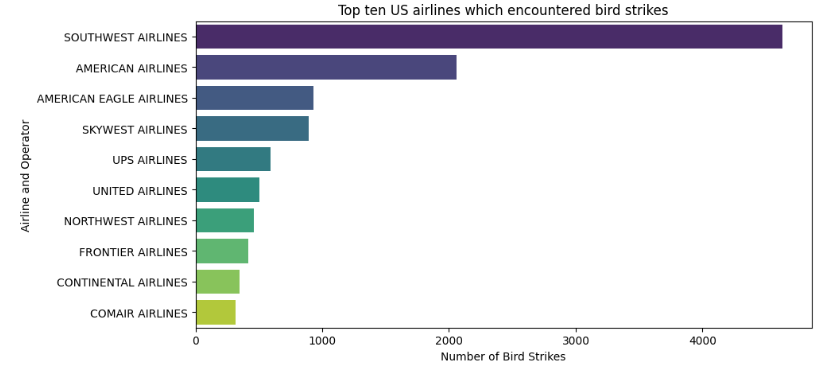 Top ten US airlines which encountered bird strikes
Airline and Operator
SOUTHWEST AIRLINES
AMERICAN AIRLINES
AMERICAN EAGLE AIRLINES
SKYWEST AIRLINES
UPS AIRLINES
UNITED AIRLINES
NORTHWEST AIRLINES
FRONTIER AIRLINES
CONTINENTAL AIRLINES
COMAIR AIRLINES
0 1000 2000 3000 4000
Number of Bird Strikes